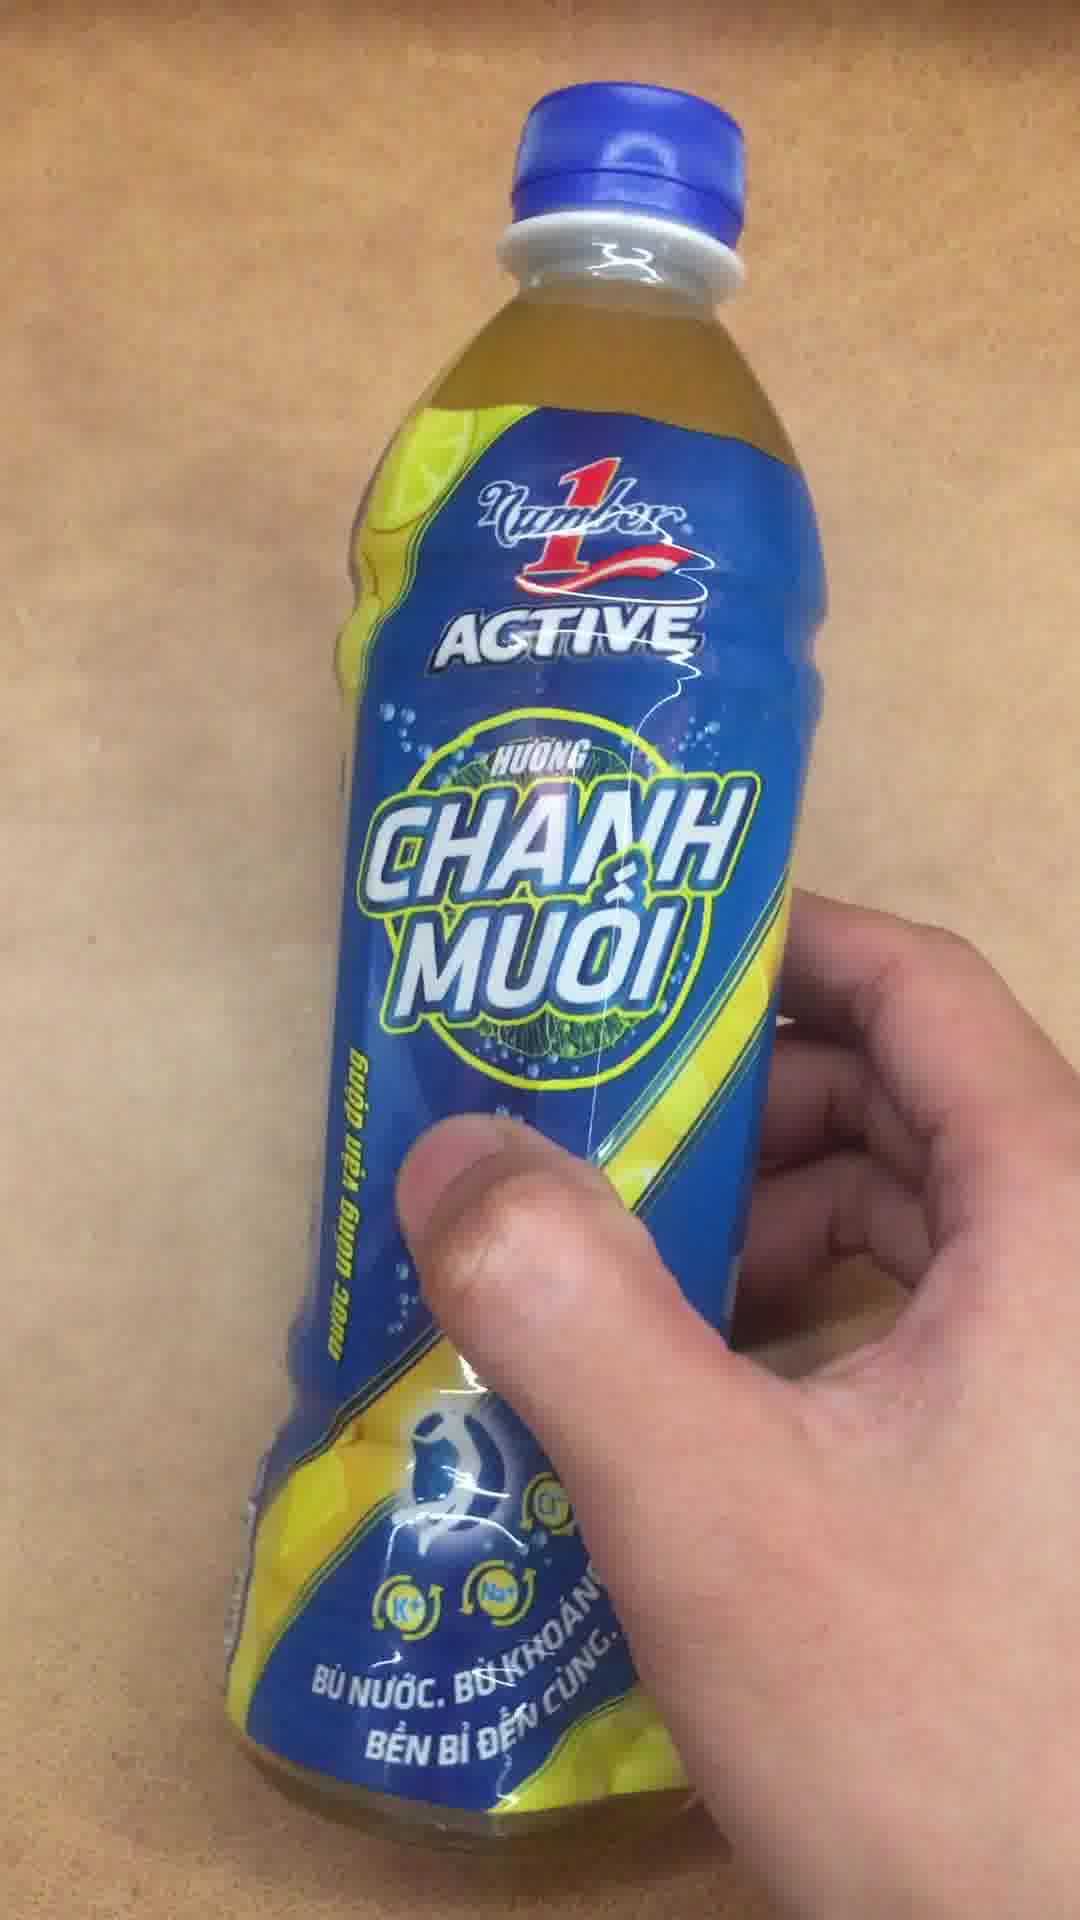 Number 1
ACTIVE
HƯƠNG
CHANH
MUỐI
nước uống vận động
K+ Na+
BÙ NƯỚC. BÙ KHOÁNG
BỀN BỈ ĐẾN CÙNG.